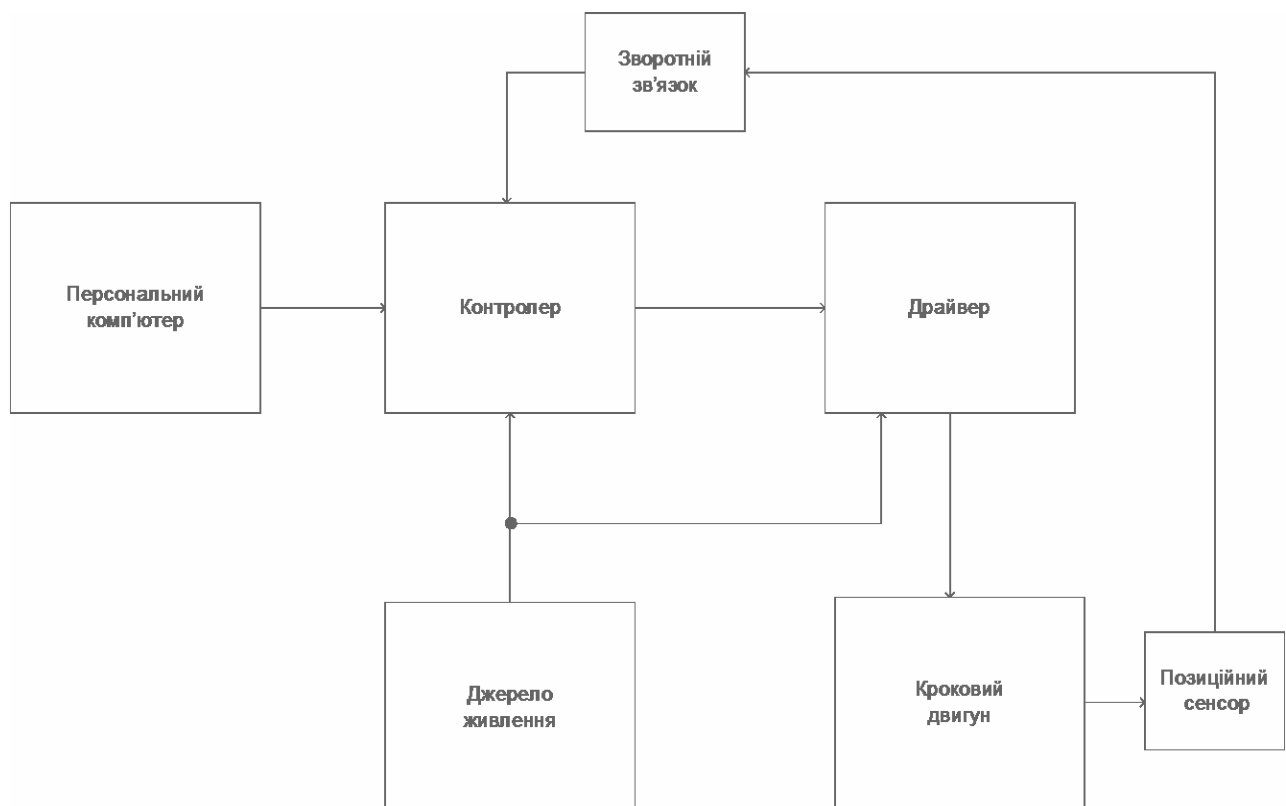 Зворотній
зв'язок
Персональний
комп'ютер
Контролер
Драйвер
Джерело
живлення
Кроковий
двигун
Позиційний
сенсор